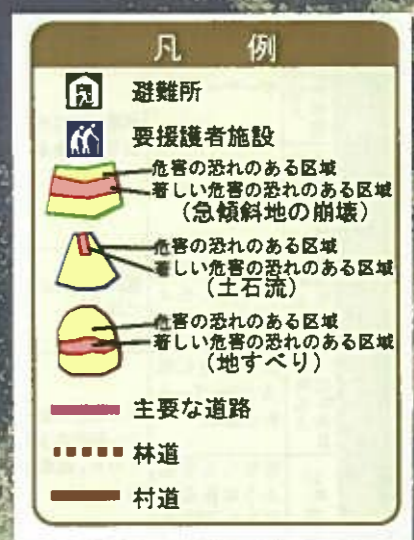 凡 例
避難所
要援護者施設
危害の恐れのある区域
著しい危害の恐れのある区域
(急傾斜地の崩壊)
危害の恐れのある区域
著しい危害の恐れのある区域
(土石流)
危害の恐れのある区域
著しい危害の恐れのある区域
(地すべり)
主要な道路
林道
村道